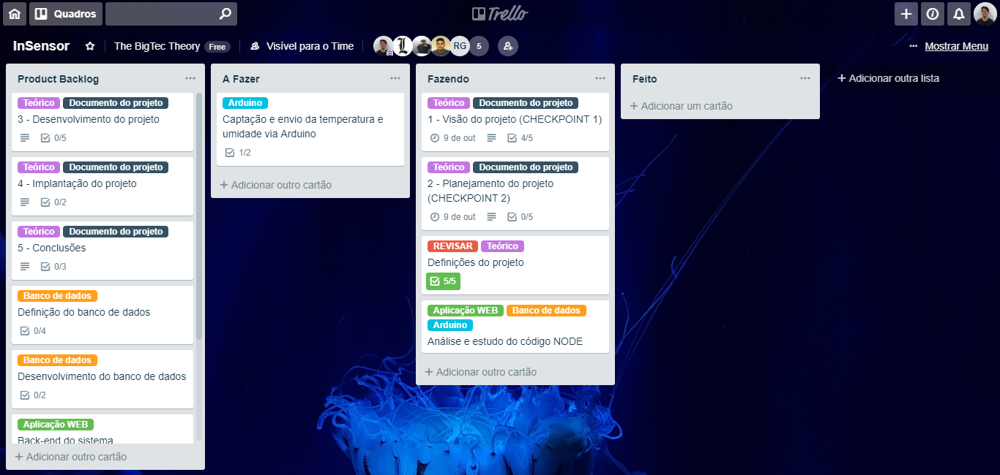 Quadros
Trello
InSensor
The BigTec Theory Free
Visível para o Time
L
RG
5
Mostrar Menu
Product Backlog
Teórico Documento do projeto
3 - Desenvolvimento do projeto
0/5
Teórico Documento do projeto
4 - Implantação do projeto
0/2
Teórico Documento do projeto
5 - Conclusões
0/3
Banco de dados
Definição do banco de dados
0/4
Banco de dados
Desenvolvimento do banco de dados
0/2
Aplicação WEB
Back-end do sistema
+ Adicionar outro cartão
A Fazer
Arduino
Captação e envio da temperatura e
umidade via Arduino
1/2
+ Adicionar outro cartão
Fazendo
Teórico Documento do projeto
1 - Visão do projeto (CHECKPOINT 1)
9 de out 4/5
Teórico Documento do projeto
2 - Planejamento do projeto
(CHECKPOINT 2)
9 de out 0/5
REVISAR Teórico
Definições do projeto
5/5
Aplicação WEB Banco de dados
Arduino
Análise e estudo do código NODE
+ Adicionar outro cartão
Feito
+ Adicionar um cartão
+ Adicionar outra lista